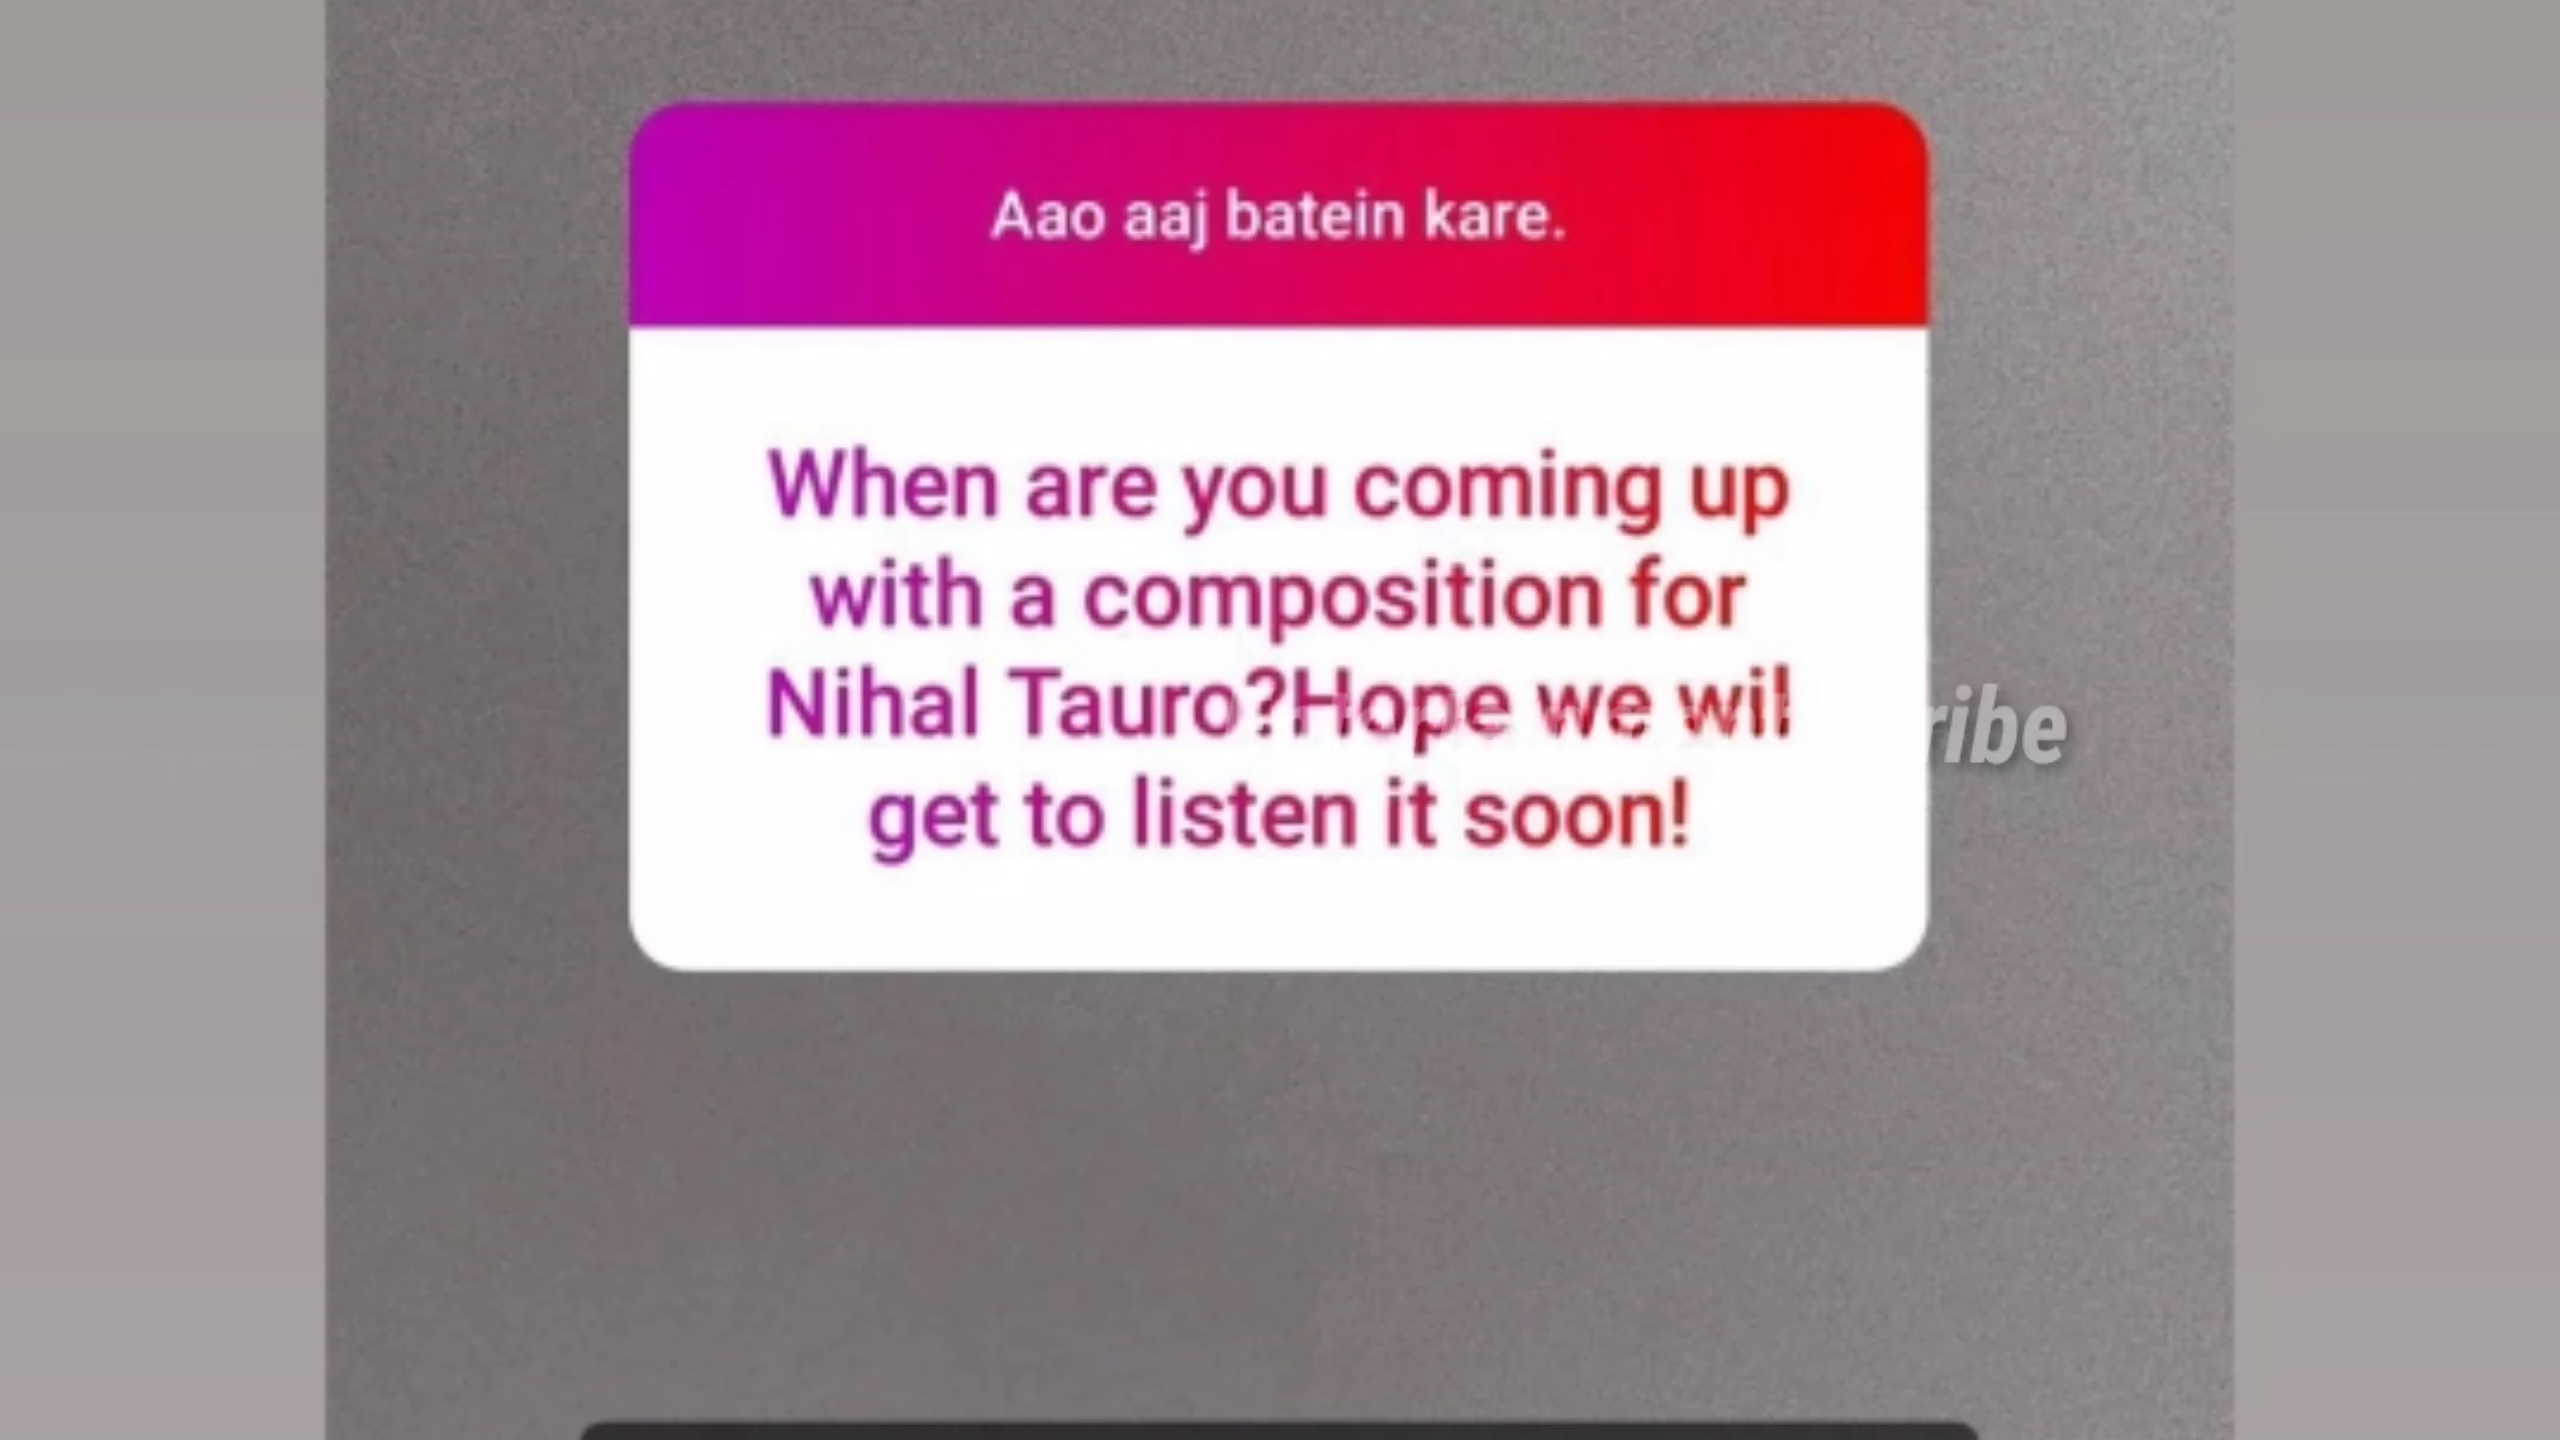 Aao aaj batein kare.
When are you coming up
with a composition for
Nihal Tauro?Hope we wil
get to listen it soon!
ribe